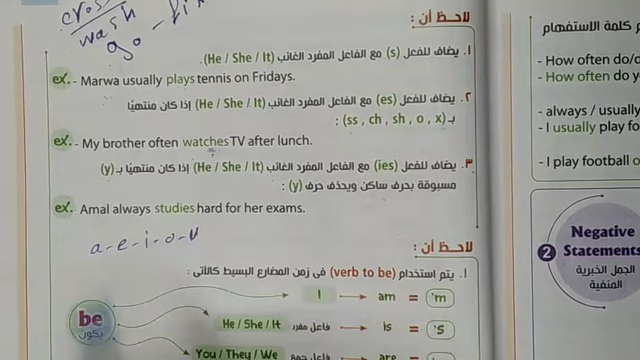 cross
wash
go - fix
لاحظ أن :
١. يضاف للفعل (s) مع الفاعل المفرد الغائب (He / She / It).
ex. - Marwa usually plays tennis on Fridays.
٢. يضاف للفعل (es) مع الفاعل المفرد الغائب (He / She / It) إذا كان منتهيًا
بـ (ss , ch , sh , o , x) :
ex. - My brother often watches TV after lunch.
٣. يضاف للفعل (ies) مع الفاعل المفرد الغائب (He / She / It) إذا كان منتهيًا بـ (y)
مسبوقة بحرف ساكن ويحذف حرف (y) :
ex. - Amal always studies hard for her exams.
a-e-i-o-u
لاحظ أن :
١. يتم استخدام (verb to be) فى زمن المضارع البسيط كالآتى :
be
يكون
I am = 'm
He / She / It فاعل مفرد is = 's
You / They / We فاعل جمع are =
كلمة الاستفهام
- How often do/d
- How often do y
- always / usually
- I usually play fo
- I play football o
2 Negative
Statements
الجمل الخبرية
المنفية